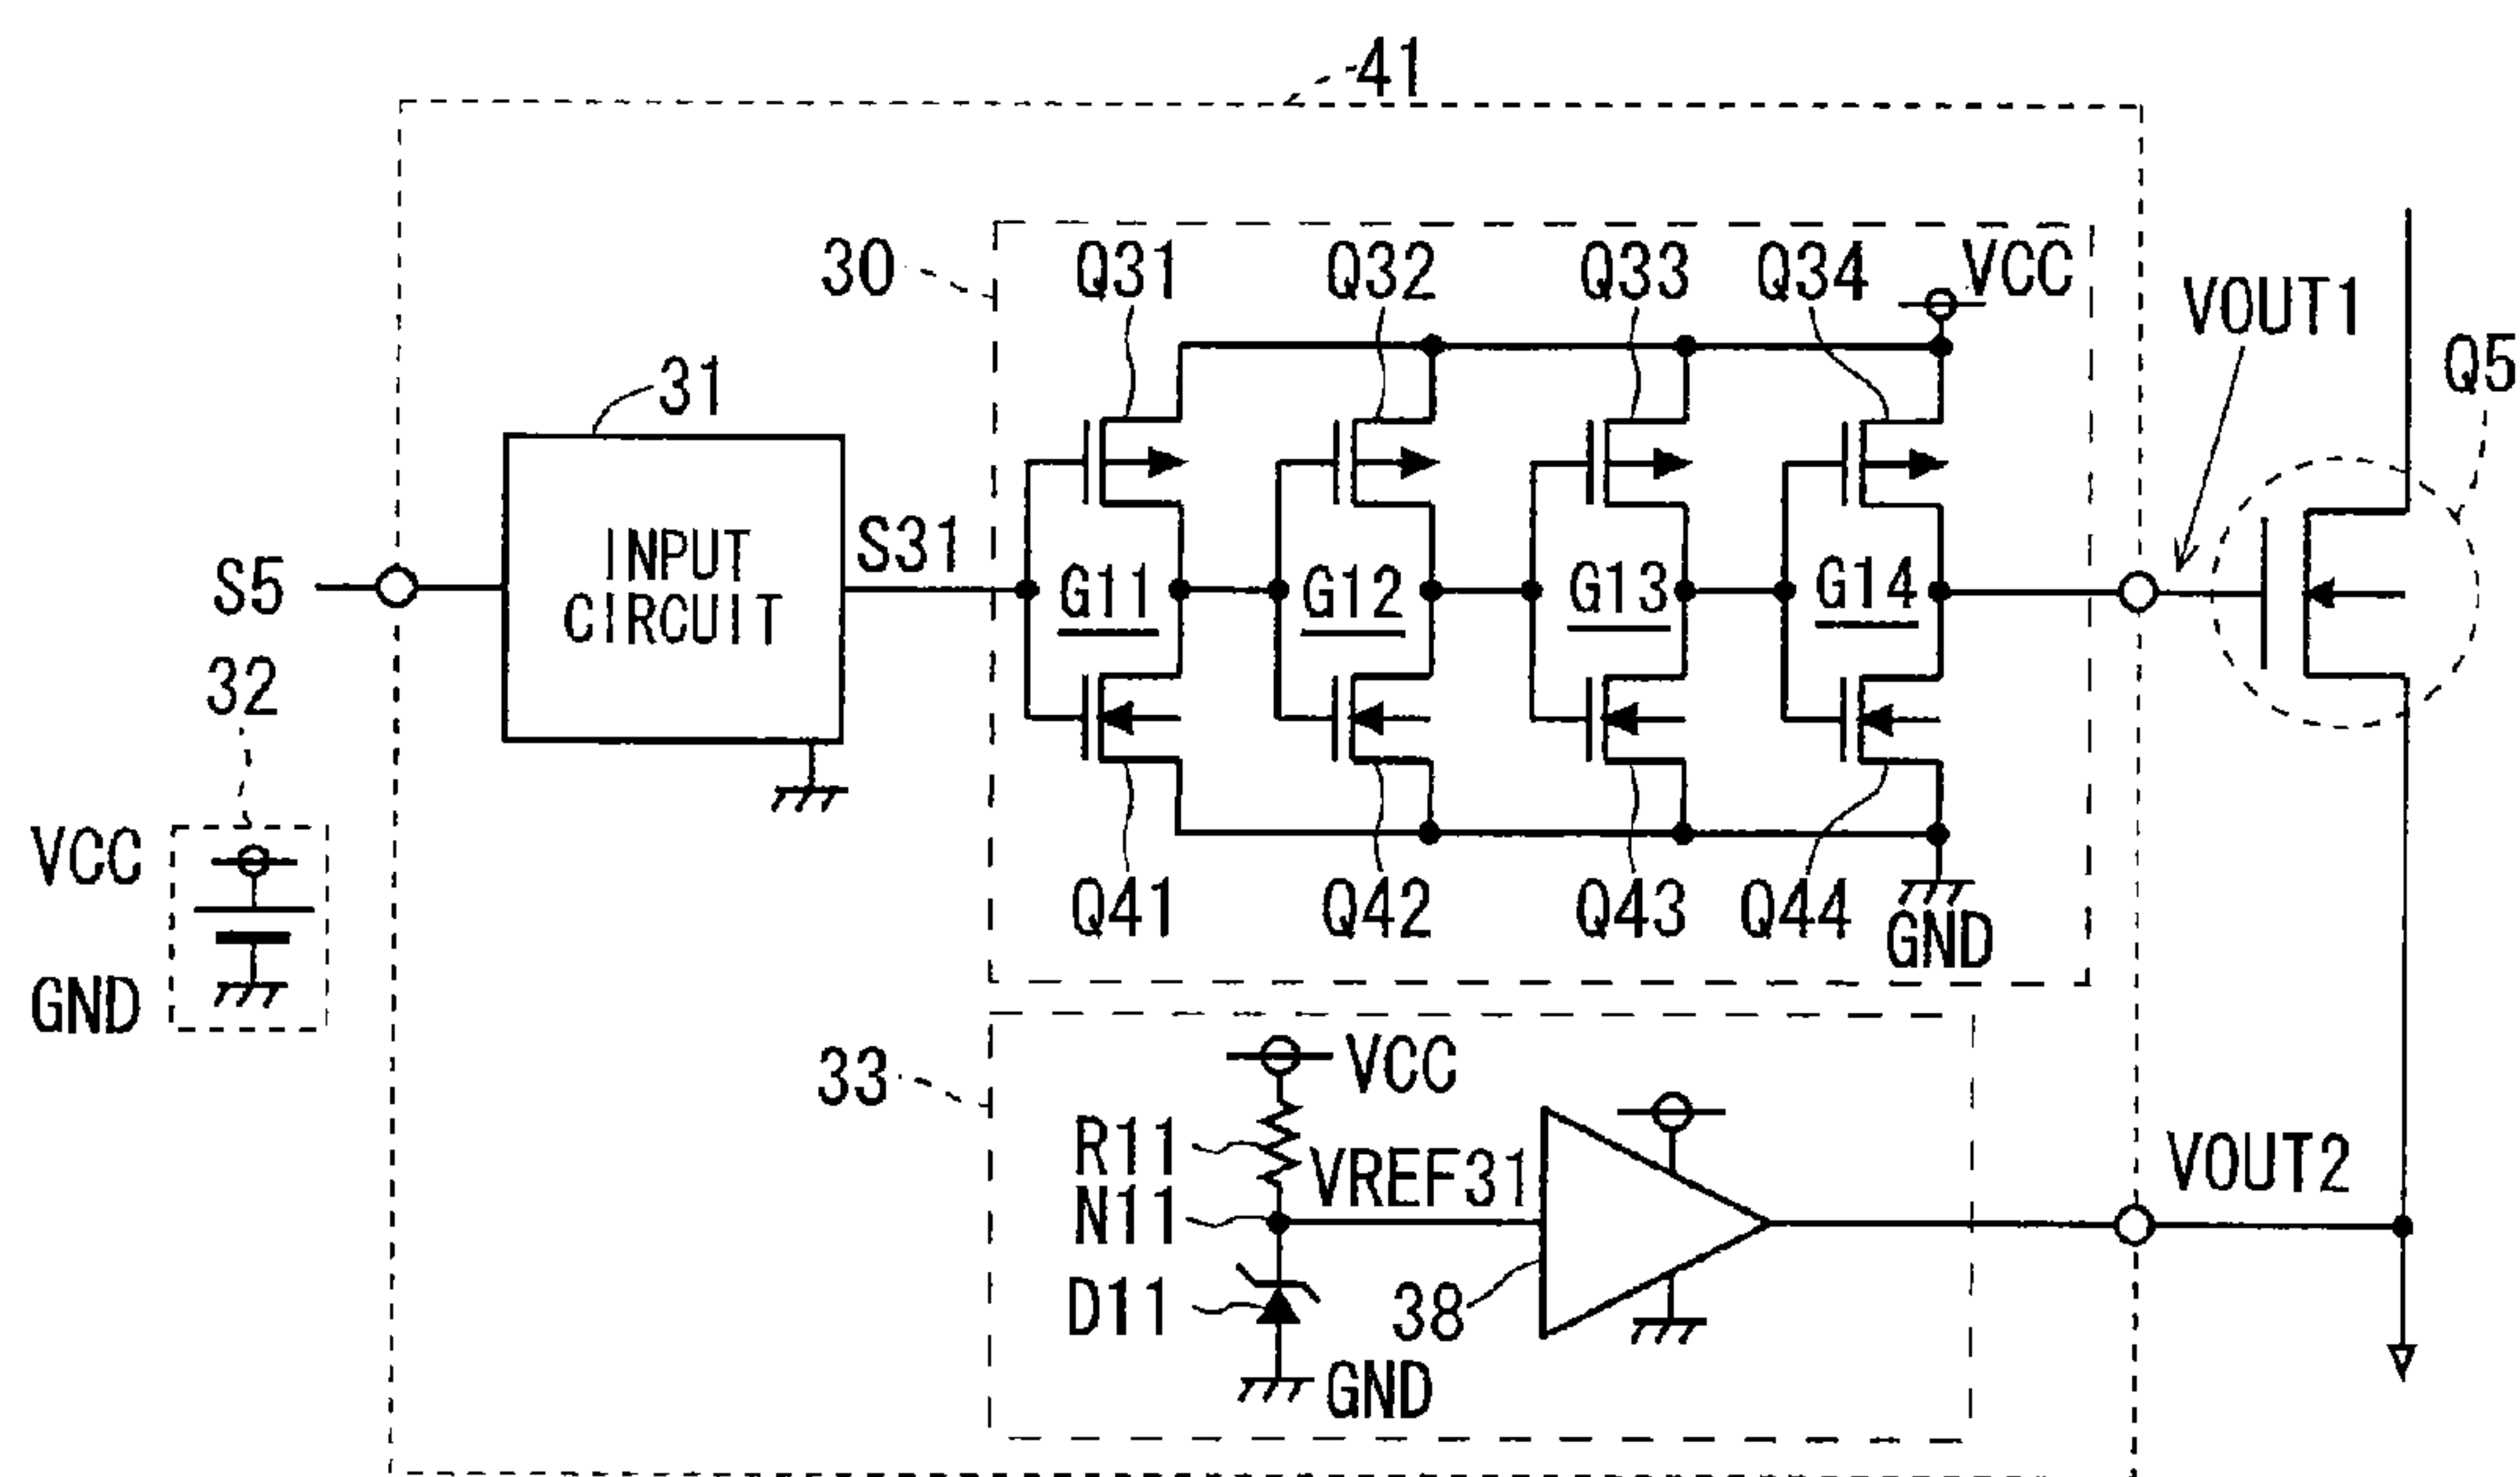 41
30
Q31
Q32
Q33
Q34
VCC
VOUT1
Q5
31
INPUT
CIRCUIT
S31
S5
G11
G12
G13
G14
32
VCC
GND
Q41
Q42
Q43
Q44
GND
33
VCC
R11
VREF31
N11
D11
38
GND
VOUT2